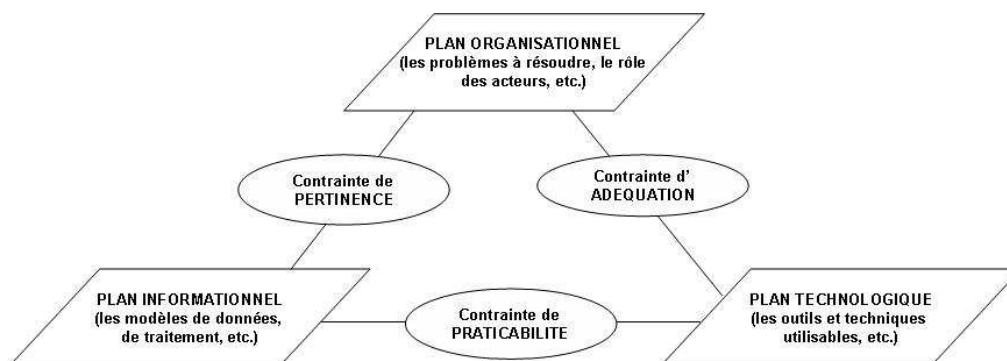 PLAN ORGANISATIONNEL
(les problèmes à résoudre, le rôle
des acteurs, etc.)
Contrainte de
PERTINENCE
Contrainte d'
ADEQUATION
PLAN INFORMATIONNEL
(les modèles de données,
de traitement, etc.)
Contrainte de
PRATICABILITE
PLAN TECHNOLOGIQUE
(les outils et techniques
utilisables, etc.)